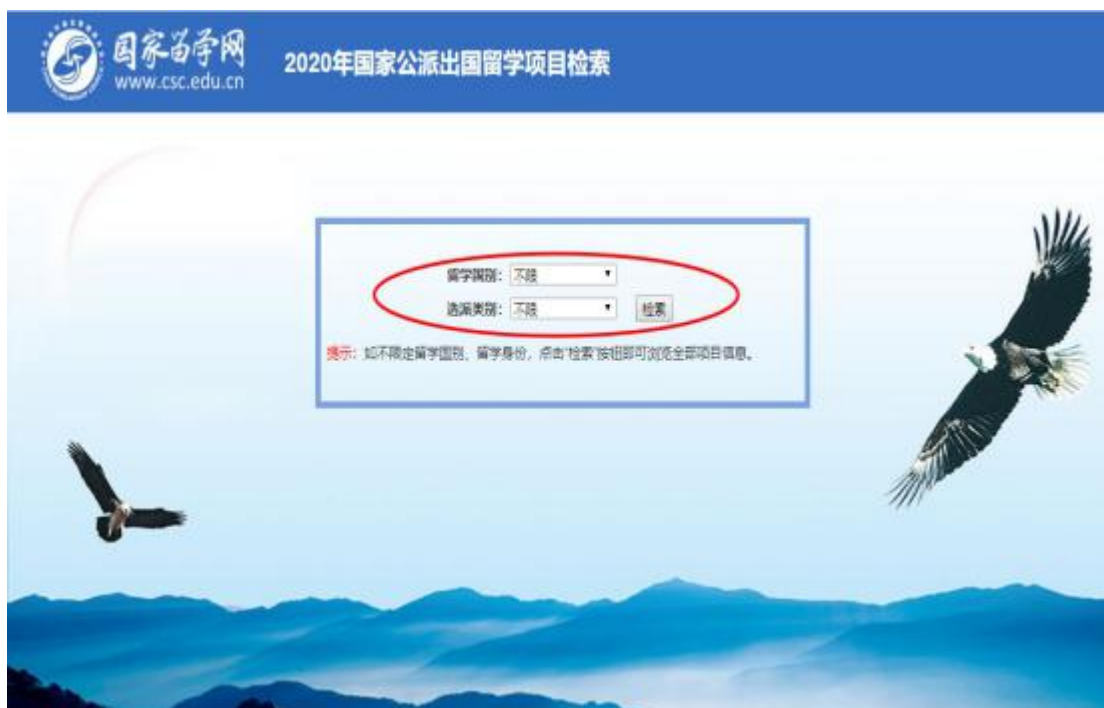 国家留学网
www.csc.edu.cn
2020年国家公派出国留学项目检索
留学国别： 不限
选派类别： 不限 检索
提示：如不限定留学国别、留学身份，点击"检索"按钮即可浏览全部项目信息。